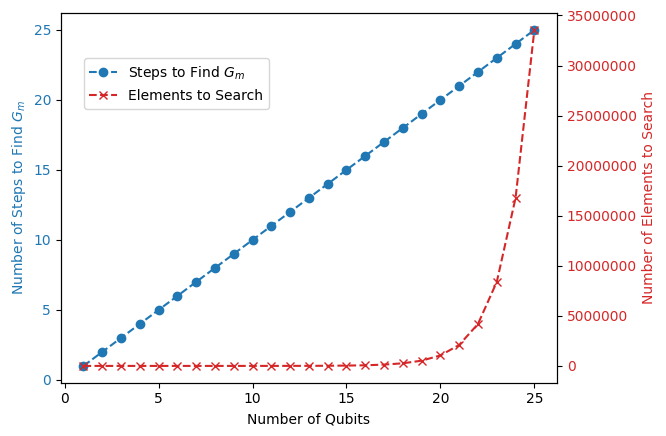 25
20
15
10
5
0
Number of Steps to Find Gₘ
Steps to Find Gₘ
Elements to Search
35000000
30000000
25000000
20000000
15000000
10000000
5000000
0
Number of Elements to Search
0 5 10 15 20 25
Number of Qubits